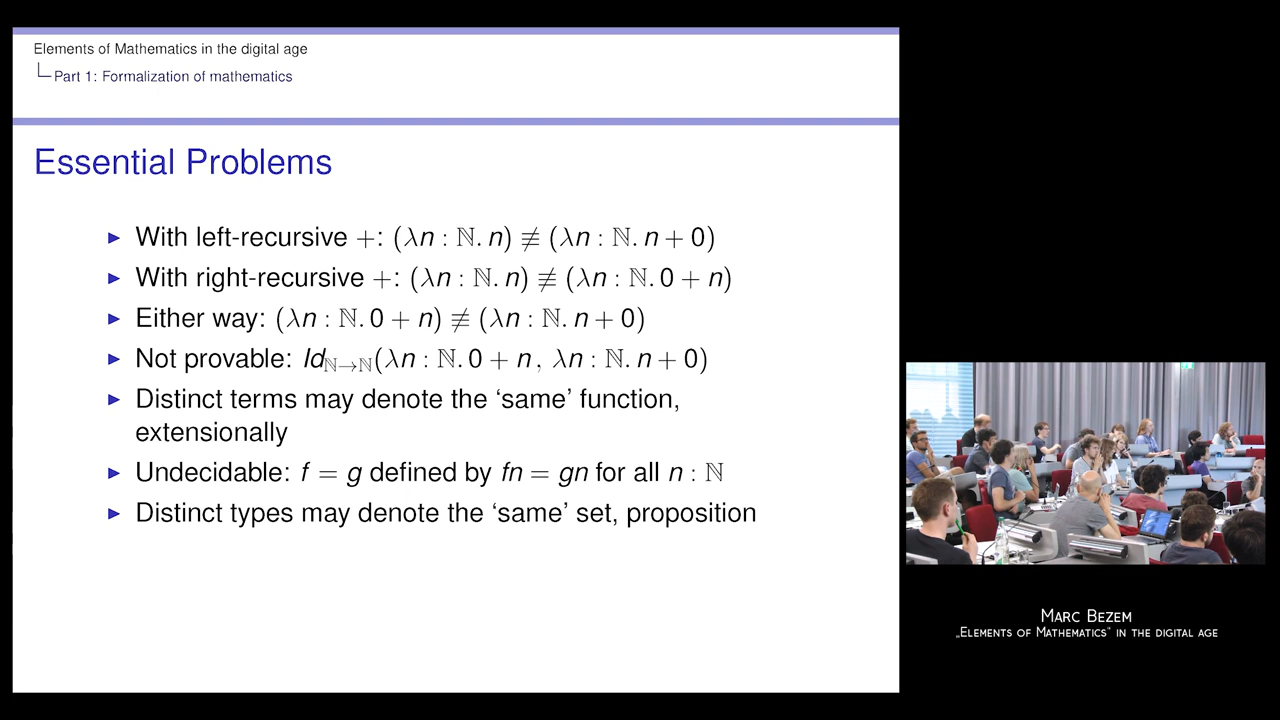 Elements of Mathematics in the digital age
Part 1: Formalization of mathematics
Essential Problems
▶ With left-recursive +: (λn : ℕ. n) ≢ (λn : ℕ. n + 0)
▶ With right-recursive +: (λn : ℕ. n) ≢ (λn : ℕ. 0 + n)
▶ Either way: (λn : ℕ. 0 + n) ≢ (λn : ℕ. n + 0)
▶ Not provable: Id_{ℕ→ℕ}(λn : ℕ. 0 + n , λn : ℕ. n + 0)
▶ Distinct terms may denote the ‘same’ function,
extensionally
▶ Undecidable: f = g defined by fn = gn for all n : ℕ
▶ Distinct types may denote the ‘same’ set, proposition
MARC BEZEM
„ELEMENTS OF MATHEMATICS“ IN THE DIGITAL AGE